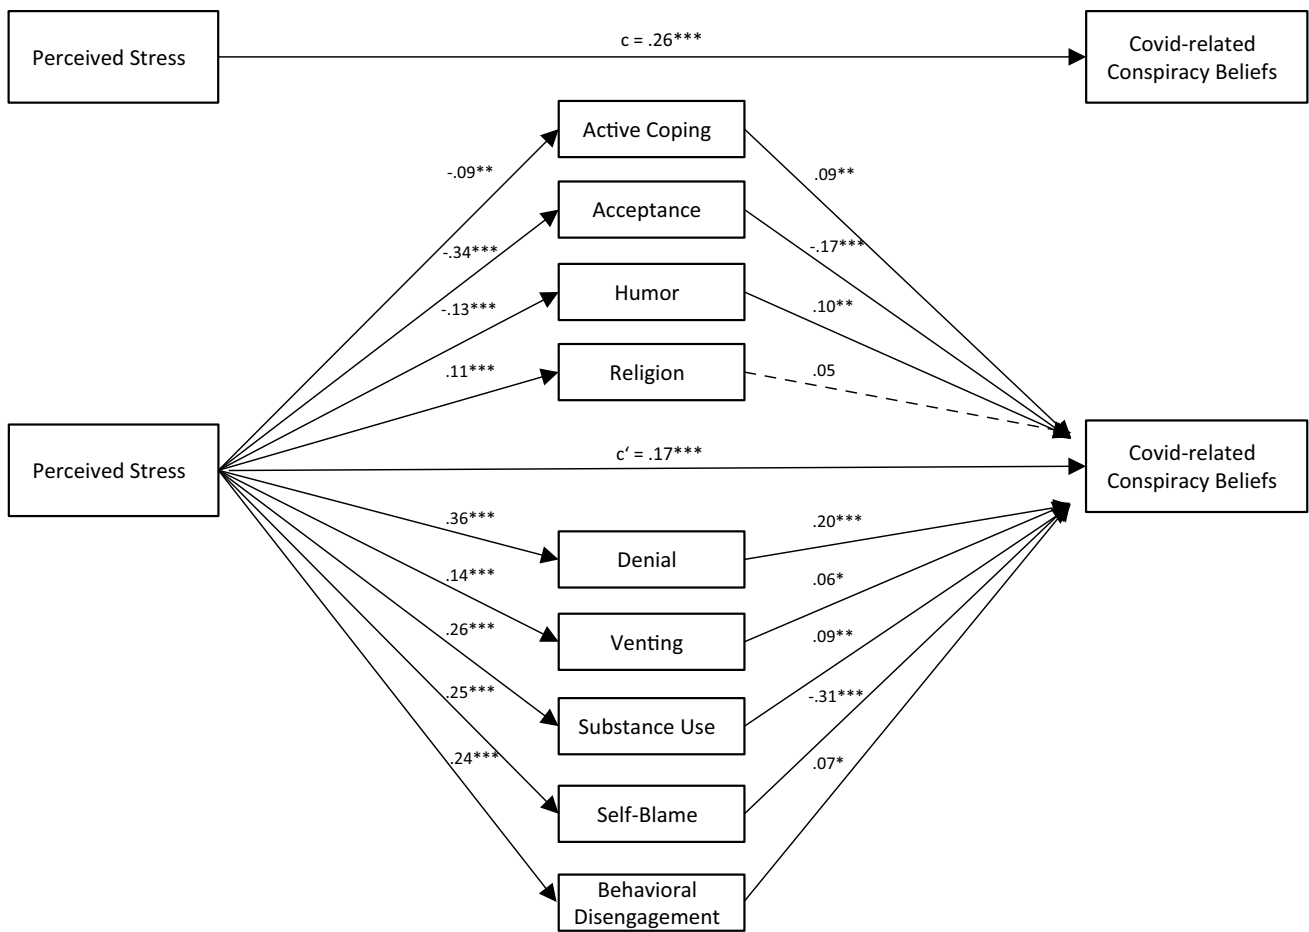 Perceived Stress
c = .26***
Covid-related
Conspiracy Beliefs
Active Coping
-.09**
.09**
Acceptance
-.34***
-.17***
Humor
-.13***
.10**
Religion
.11***
.05
Perceived Stress
c‘ = .17***
Covid-related
Conspiracy Beliefs
.36***
.20***
Denial
.14***
.06*
Venting
.26***
.09**
Substance Use
.25***
-.31***
Self-Blame
.24***
.07*
Behavioral
Disengagement